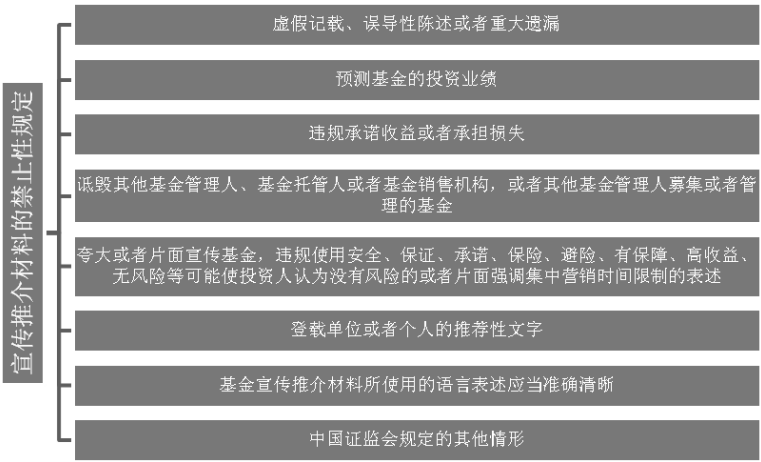 宣传推介材料的禁止性规定
虚假记载、误导性陈述或者重大遗漏
预测基金的投资业绩
违规承诺收益或者承担损失
诋毁其他基金管理人、基金托管人或者基金销售机构，或者其他基金管理人募集或者管
理的基金
夸大或者片面宣传基金，违规使用安全、保证、承诺、保险、避险、有保障、高收益、
无风险等可能使投资人认为没有风险的或者片面强调集中营销时间限制的表述
登载单位或者个人的推荐性文字
基金宣传推介材料所使用的语言表述应当准确清晰
中国证监会规定的其他情形